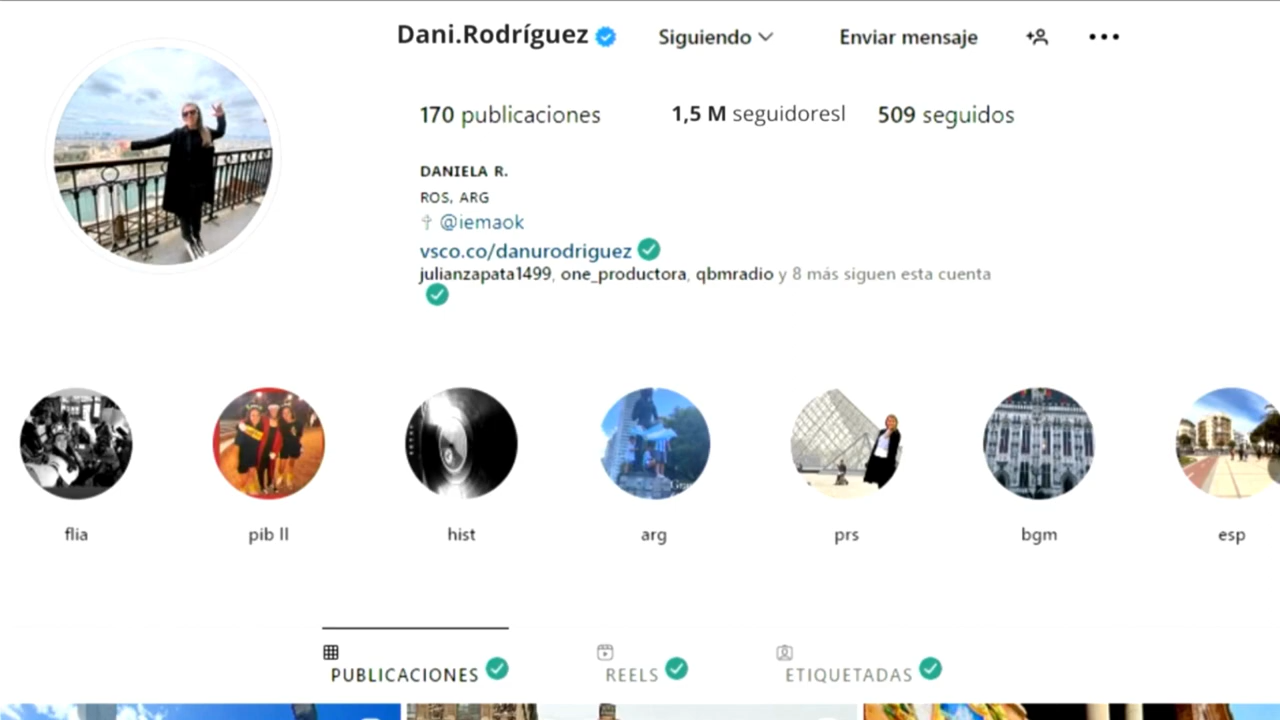 Dani.Rodríguez Siguiendo Enviar mensaje
170 publicaciones 1,5 M seguidoresl 509 seguidos
DANIELA R.
ROS, ARG
✝ @iemaok
vsco.co/danurodriguez
julianzapata1499, one_productora, qbmradio y 8 más siguen esta cuenta
flia pib II hist arg prs bgm esp
PUBLICACIONES REELS ETIQUETADAS